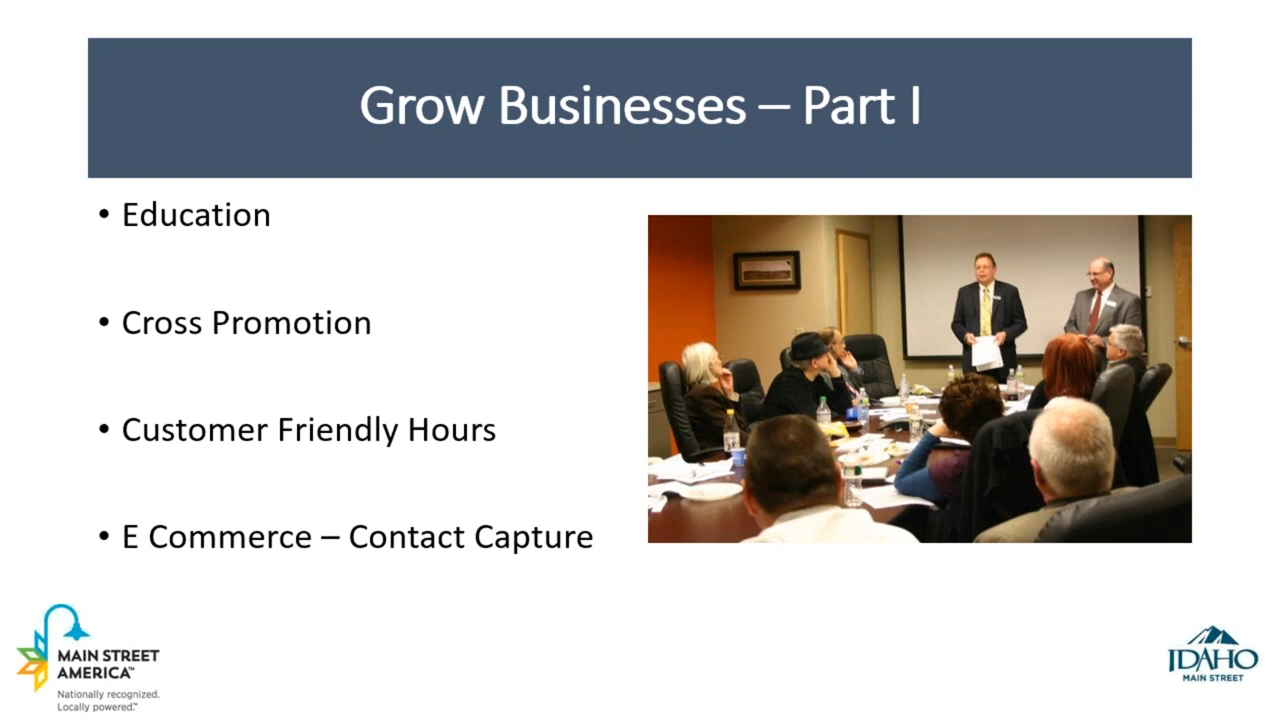 Grow Businesses – Part I
• Education
• Cross Promotion
• Customer Friendly Hours
• E Commerce – Contact Capture
MAIN STREET
AMERICA™
Nationally recognized.
Locally powered.™
IDAHO
MAIN STREET